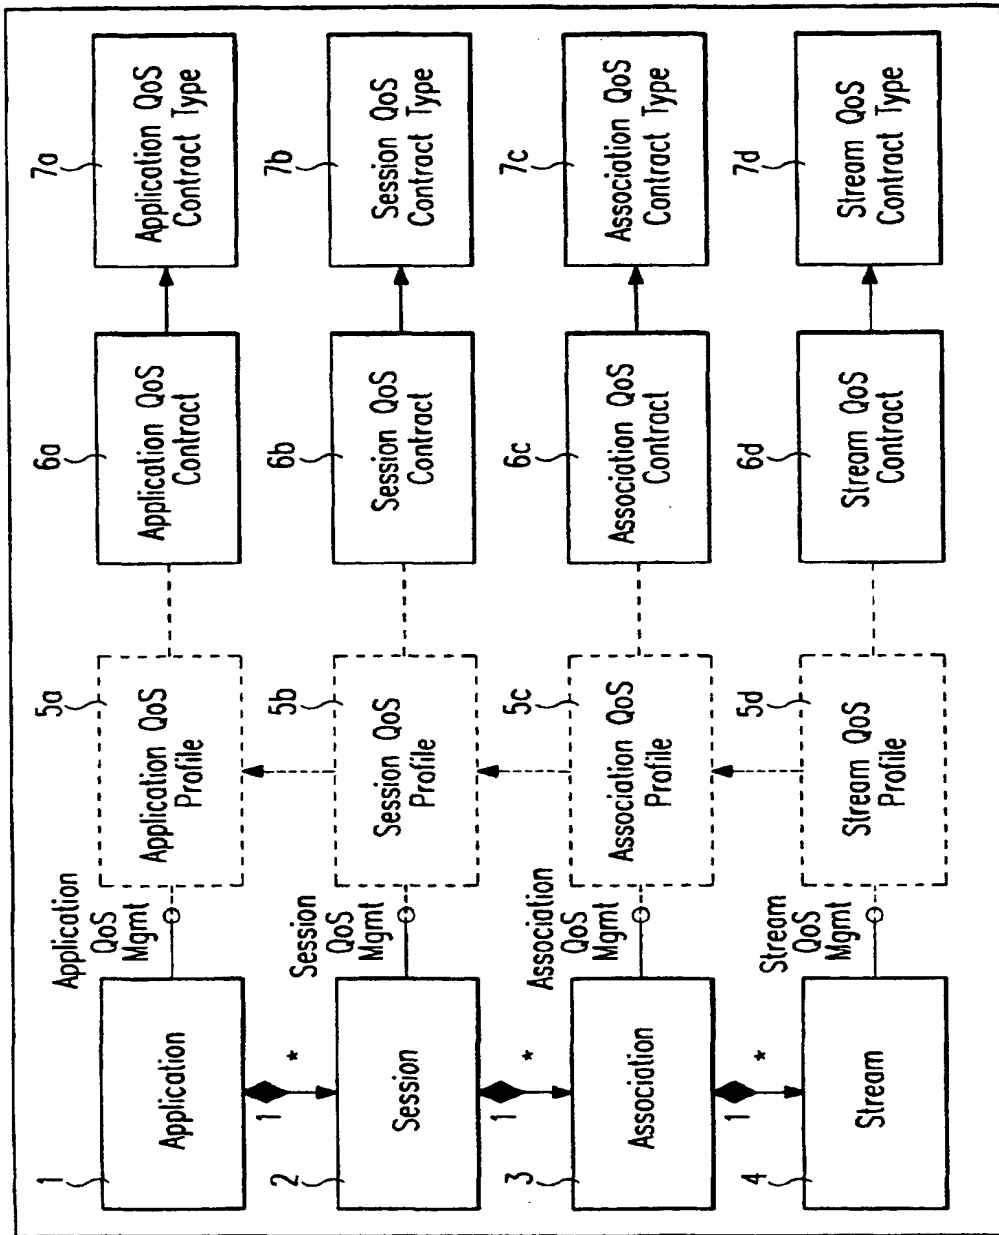 1
Application
Application
QoS
Mgmt
5a
Application QoS
Profile
6a
Application QoS
Contract
7a
Application QoS
Contract Type
1
*
2
Session
Session
QoS
Mgmt
5b
Session QoS
Profile
6b
Session QoS
Contract
7b
Session QoS
Contract Type
1
*
3
Association
Association
QoS
Mgmt
5c
Association QoS
Profile
6c
Association QoS
Contract
7c
Association QoS
Contract Type
1
*
4
Stream
Stream
QoS
Mgmt
5d
Stream QoS
Profile
6d
Stream QoS
Contract
7d
Stream QoS
Contract Type